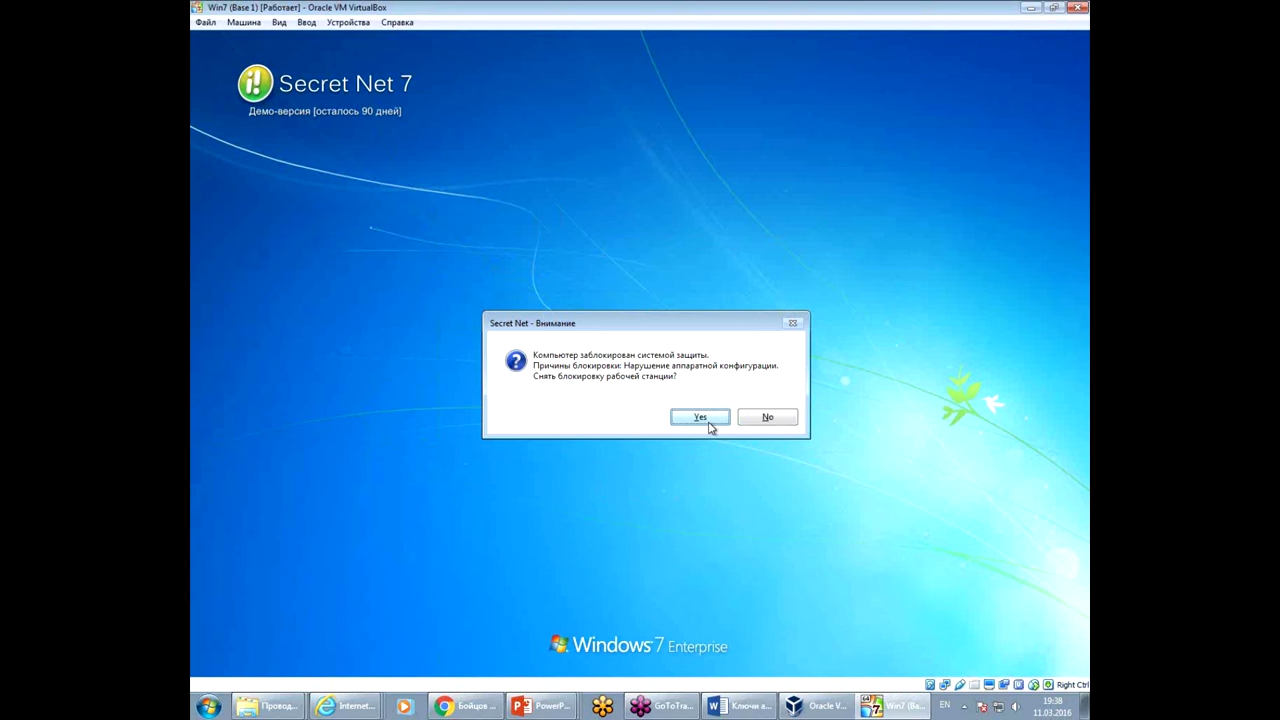 Win7 (Base 1) [Работает] - Oracle VM VirtualBox
Файл Машина Вид Ввод Устройства Справка
Secret Net 7
Демо-версия [осталось 90 дней]
Secret Net - Внимание
Компьютер заблокирован системой защиты.
Причины блокировки: Нарушение аппаратной конфигурации.
Снять блокировку рабочей станции?
Yes No
Windows 7 Enterprise
Right Ctrl
Провод... Internet... Бойцов ... PowerP... GoToTra... Ключи а... Oracle V... Win7 (Ba... EN 19:38
11.03.2016